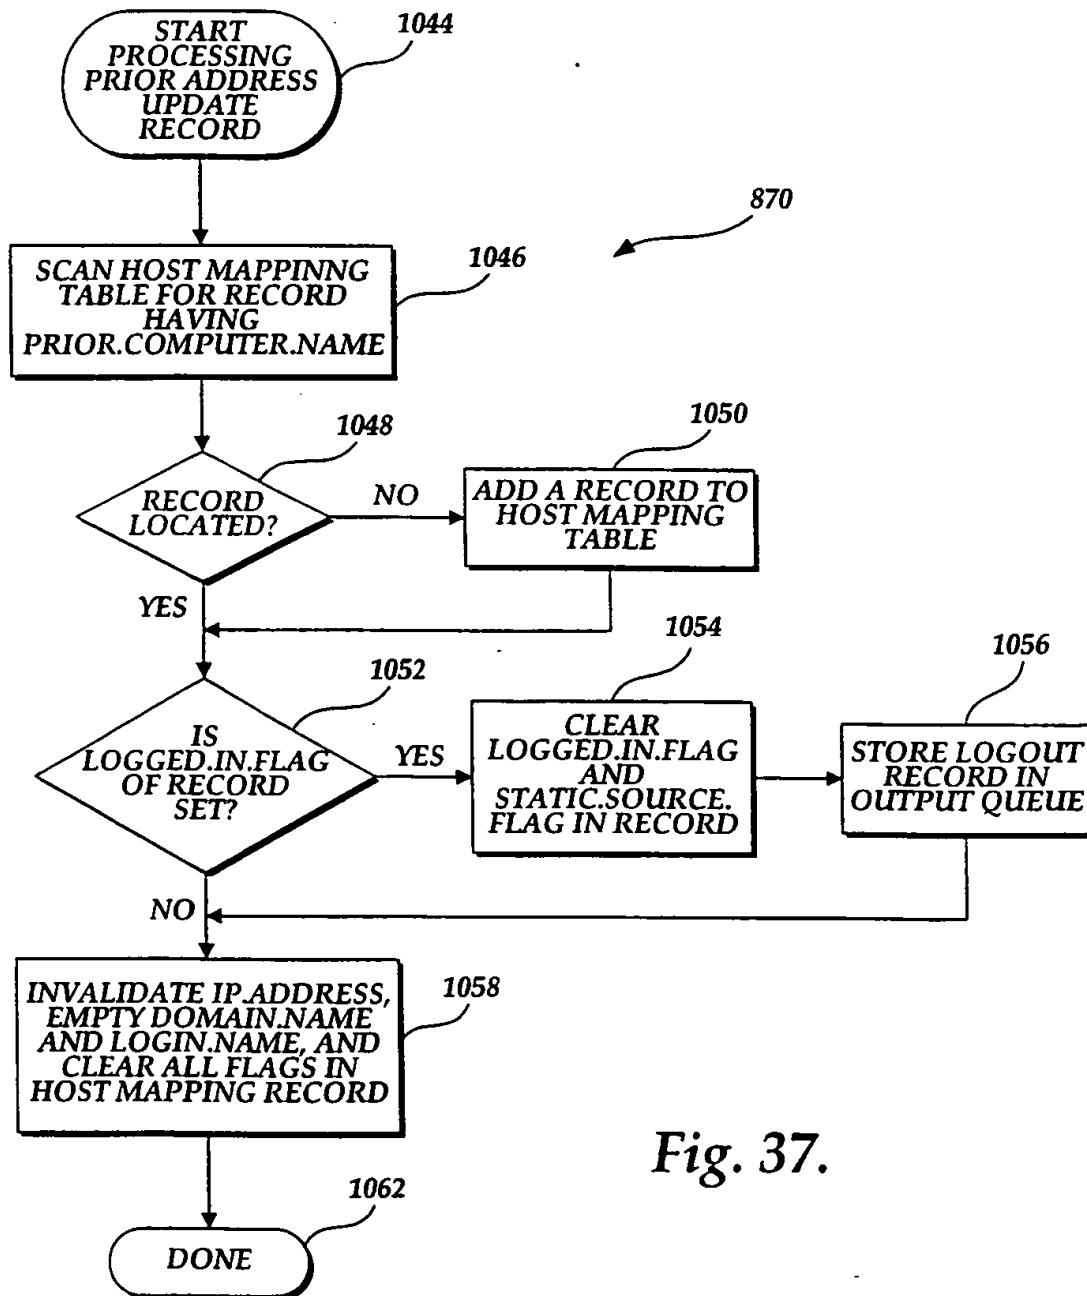 START
PROCESSING
PRIOR ADDRESS
UPDATE
RECORD
1044
870
SCAN HOST MAPPINNG
TABLE FOR RECORD
HAVING
PRIOR.COMPUTER.NAME
1046
RECORD
LOCATED?
1048
NO
YES
ADD A RECORD TO
HOST MAPPING
TABLE
1050
IS
LOGGED.IN.FLAG
OF RECORD
SET?
1052
YES
NO
CLEAR
LOGGED.IN.FLAG
AND
STATIC.SOURCE.
FLAG IN RECORD
1054
STORE LOGOUT
RECORD IN
OUTPUT QUEUE
1056
INVALIDATE IP.ADDRESS,
EMPTY DOMAIN.NAME
AND LOGIN.NAME, AND
CLEAR ALL FLAGS IN
HOST MAPPING RECORD
1058
DONE
1062
Fig. 37.